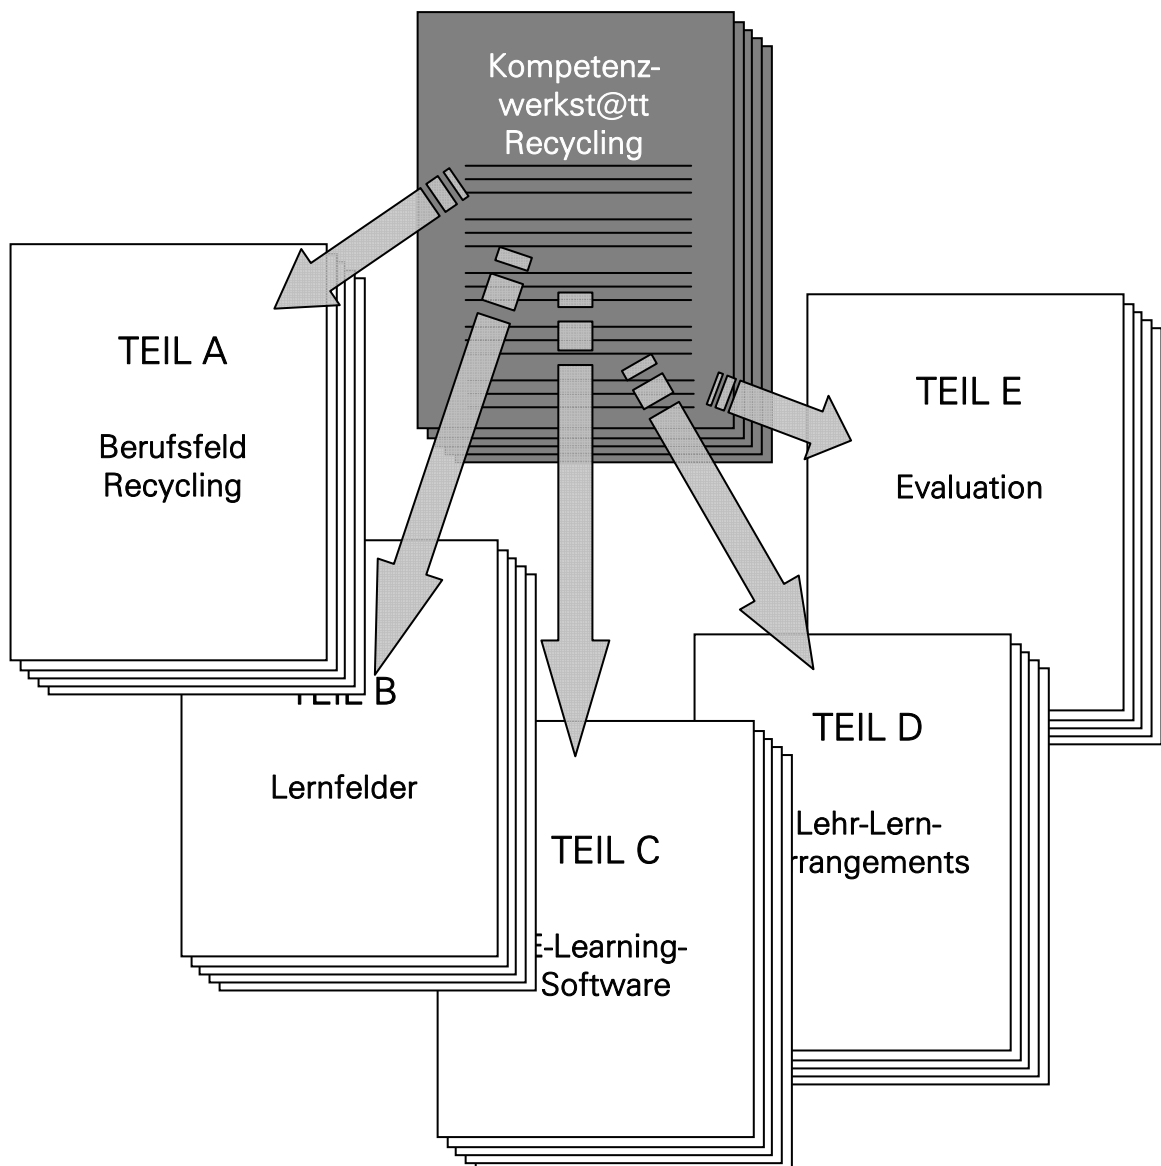 Kompetenz-
werkst@tt
Recycling
TEIL A
Berufsfeld
Recycling
TEIL B
Lernfelder
TEIL C
E-Learning-
Software
TEIL D
Lehr-Lern-
rrangements
TEIL E
Evaluation